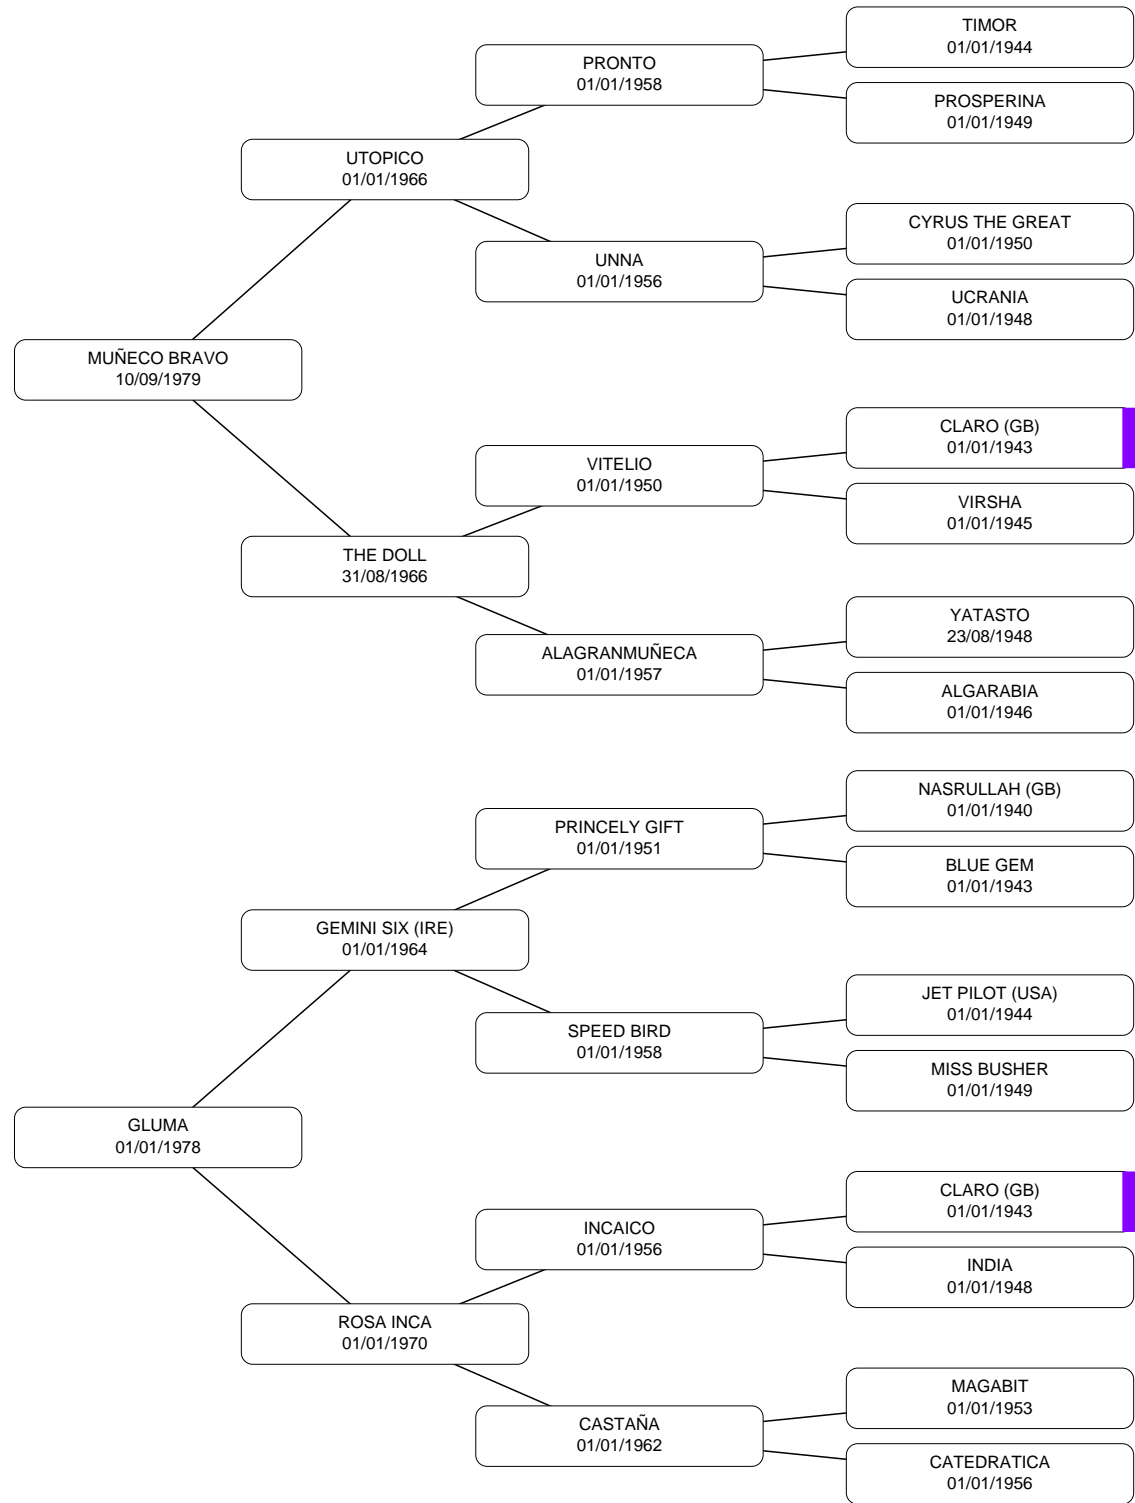 TIMOR
01/01/1944
PRONTO
01/01/1958
PROSPERINA
01/01/1949
UTOPICO
01/01/1966
CYRUS THE GREAT
01/01/1950
UNNA
01/01/1956
UCRANIA
01/01/1948
MUÑECO BRAVO
10/09/1979
CLARO (GB)
01/01/1943
VITELIO
01/01/1950
VIRSHA
01/01/1945
THE DOLL
31/08/1966
YATASTO
23/08/1948
ALAGRANMUÑECA
01/01/1957
ALGARABIA
01/01/1946
NASRULLAH (GB)
01/01/1940
PRINCELY GIFT
01/01/1951
BLUE GEM
01/01/1943
GEMINI SIX (IRE)
01/01/1964
JET PILOT (USA)
01/01/1944
SPEED BIRD
01/01/1958
MISS BUSHER
01/01/1949
GLUMA
01/01/1978
CLARO (GB)
01/01/1943
INCAICO
01/01/1956
INDIA
01/01/1948
ROSA INCA
01/01/1970
MAGABIT
01/01/1953
CASTAÑA
01/01/1962
CATEDRATICA
01/01/1956